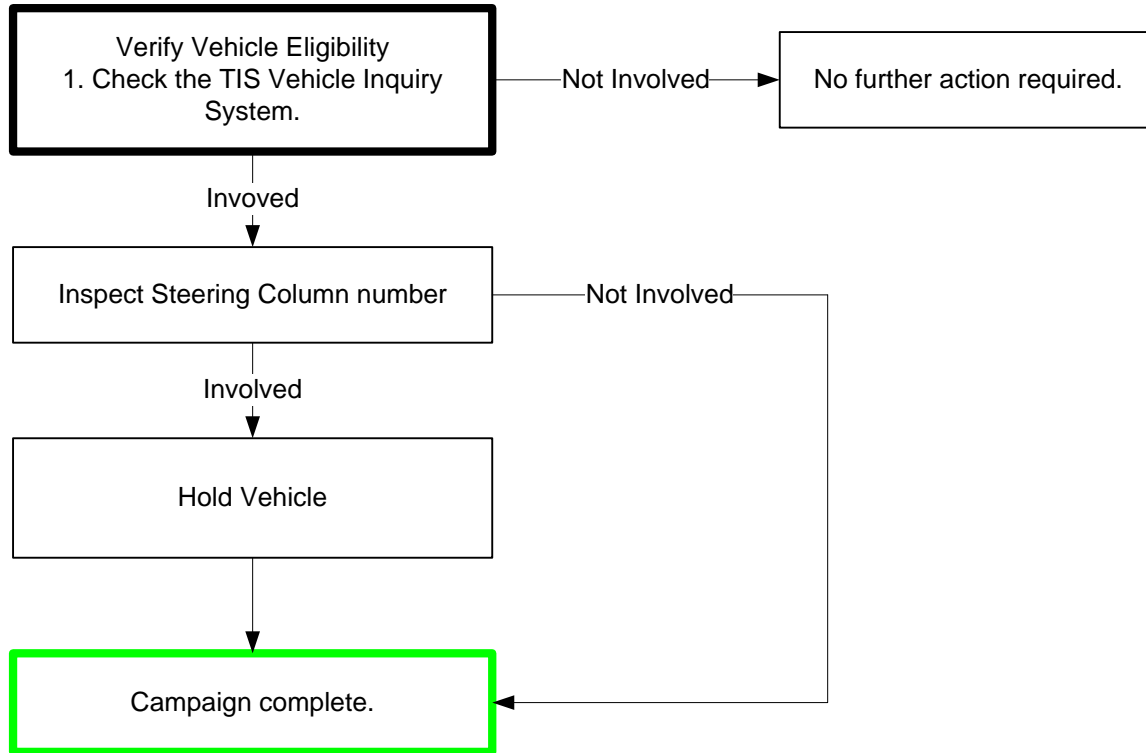 Verify Vehicle Eligibility
1. Check the TIS Vehicle Inquiry
System.
Not Involved
No further action required.
Invoved
Inspect Steering Column number
Not Involved
Involved
Hold Vehicle
Campaign complete.